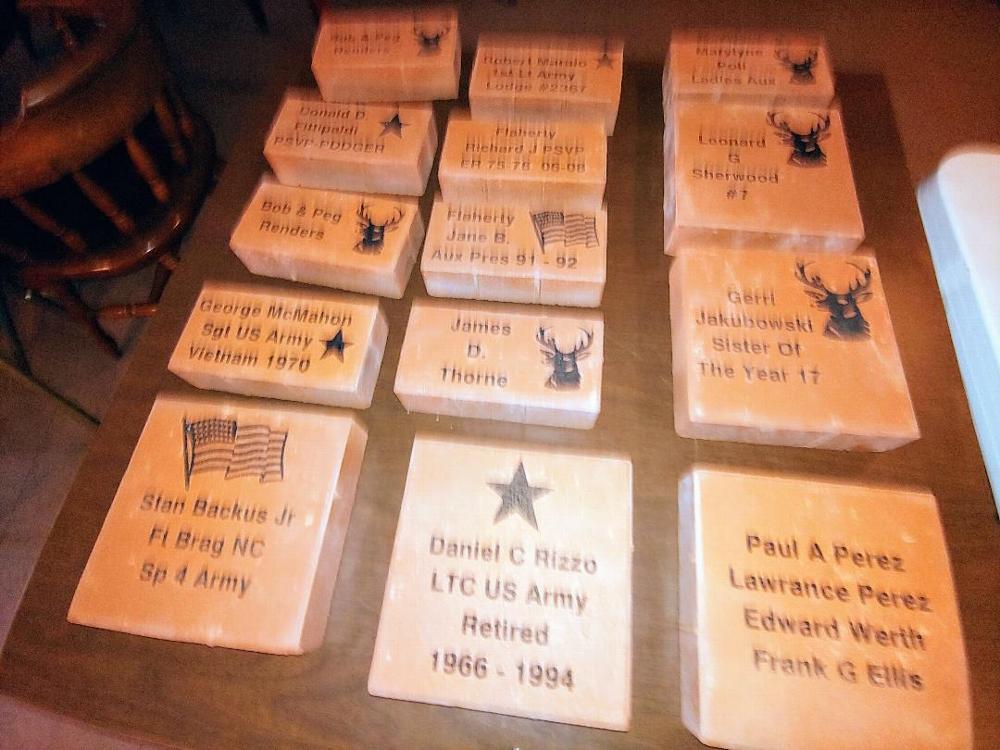 Bob & Peg
Renders
Robert
1st Lt Army
Lodge #2367
Marylyne
Poli
Ladies Aux
Donald D.
Fittipaldi
PSVP-PDDGER
Flaherty
Richard J PSVP
ER 75-76 06-08
Leonard
G
Sherwood
#7
Bob & Peg
Renders
Flaherty
Jane B.
Aux Pres 91 - 92
Gerri
Jakubowski
Sister Of
The Year 17
George McMahon
Sgt US Army
Vietnam 1970
James
D.
Thorne
Stan Backus Jr
Ft Brag NC
Sp 4 Army
Daniel C Rizzo
LTC US Army
Retired
1966 - 1994
Paul A Perez
Lawrance Perez
Edward Werth
Frank G Ellis